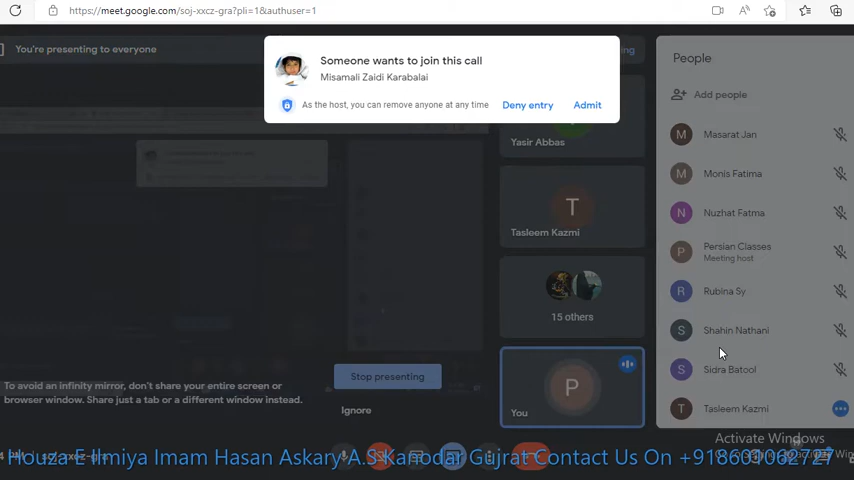 https://meet.google.com/soj-xxcz-gra?pli=1&authuser=1
You're presenting to everyone
Someone wants to join this call
Misamali Zaidi Karabalai
As the host, you can remove anyone at any time
Deny entry
Admit
People
Add people
Masarat Jan
Monis Fatima
Nuzhat Fatma
Persian Classes
Meeting host
Rubina Sy
Shahin Nathani
Sidra Batool
Tasleem Kazmi
Yasir Abbas
T
Tasleem Kazmi
15 others
P
You
M
M
N
P
R
S
S
T
Stop presenting
To avoid an infinity mirror, don't share your entire screen or
browser window. Share just a tab or a different window instead.
Ignore
Activate Windows
soj-xxcz-gra
Houza E Ilmiya Imam Hasan Askary A.S Kanodar Gujrat Contact Us On +918601062727